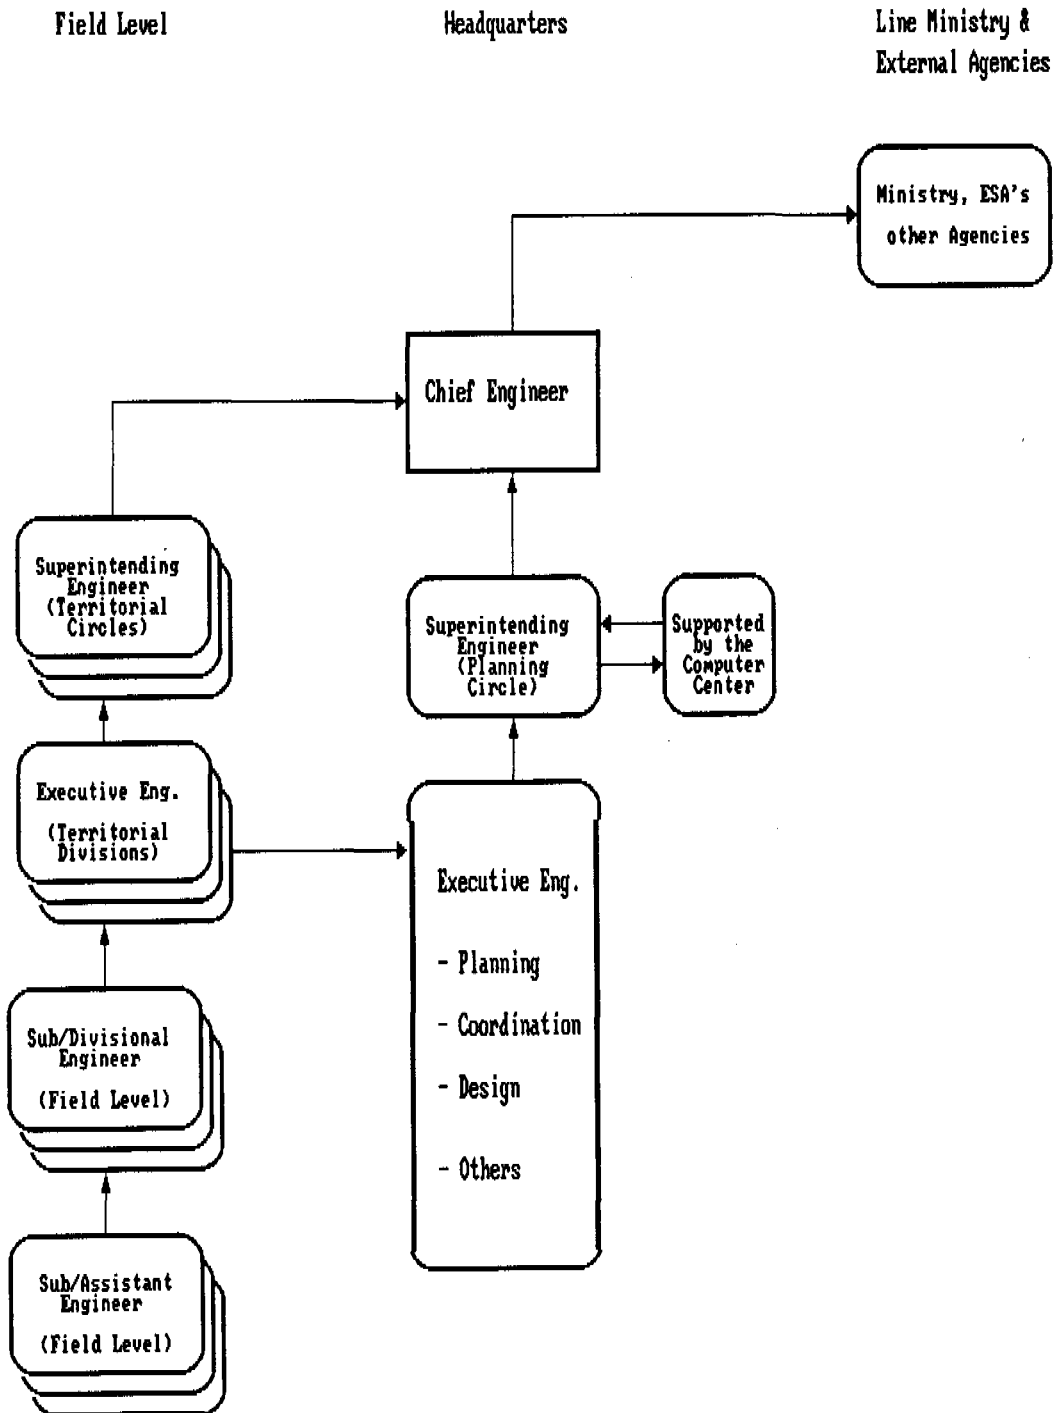 Field Level
Headquarters
Line Ministry &
External Agencies
Ministry, ESA's
other Agencies
Chief Engineer
Superintending
Engineer
(Territorial
Circles)
Superintending
Engineer
(Planning
Circle)
Supported
by the
Computer
Center
Executive Eng.
(Territorial
Divisions)
Executive Eng.
- Planning
- Coordination
- Design
- Others
Sub/Divisional
Engineer
(Field Level)
Sub/Assistant
Engineer
(Field Level)